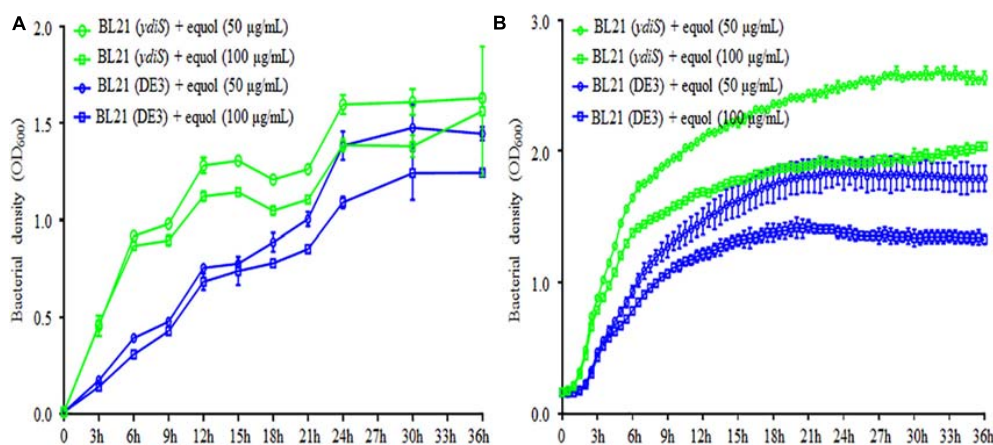 A
BL21 (ydiS) + equol (50 µg/mL)
BL21 (ydiS) + equol (100 µg/mL)
BL21 (DE3) + equol (50 µg/mL)
BL21 (DE3) + equol (100 µg/mL)
Bacterial density (OD₆₀₀)
2.0
1.5
1.0
0.5
0.0
0 3h 6h 9h 12h 15h 18h 21h 24h 27h 30h 33h 36h
B
BL21 (ydiS) + equol (50 µg/mL)
BL21 (ydiS) + equol (100 µg/mL)
BL21 (DE3) + equol (50 µg/mL)
BL21 (DE3) + equol (100 µg/mL)
Bacterial density (OD₆₀₀)
3.0
2.0
1.0
0.0
0 3h 6h 9h 12h 15h 18h 21h 24h 27h 30h 33h 36h